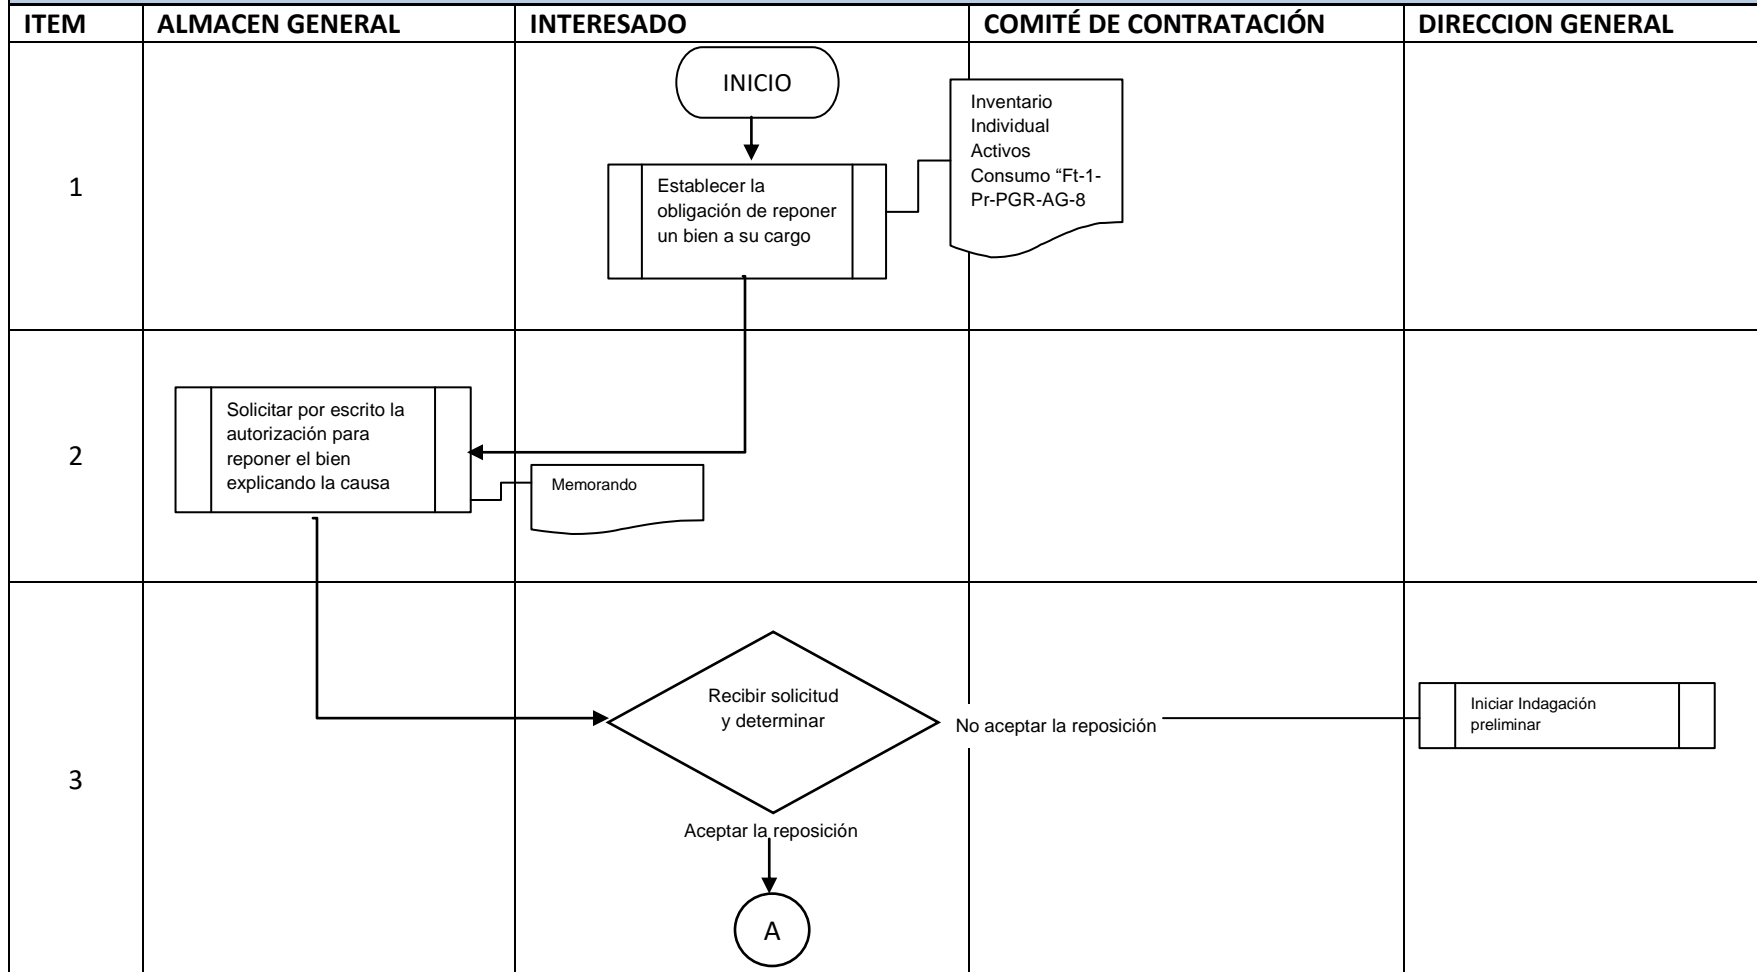 ITEM
ALMACEN GENERAL
INTERESADO
COMITÉ DE CONTRATACIÓN
DIRECCION GENERAL
1
INICIO
Establecer la
obligación de reponer
un bien a su cargo
Inventario
Individual
Activos
Consumo “Ft-1-
Pr-PGR-AG-8
2
Solicitar por escrito la
autorización para
reponer el bien
explicando la causa
Memorando
3
Recibir solicitud
y determinar
No aceptar la reposición
Iniciar Indagación
preliminar
Aceptar la reposición
A